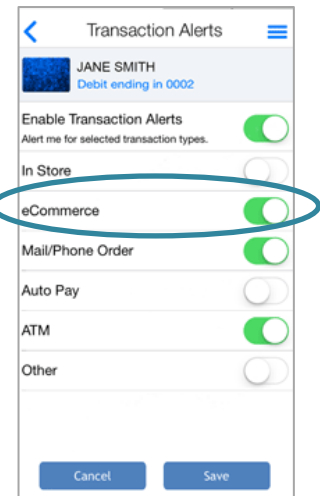 Transaction Alerts
JANE SMITH
Debit ending in 0002
Enable Transaction Alerts
Alert me for selected transaction types.
In Store
eCommerce
Mail/Phone Order
Auto Pay
ATM
Other
Cancel Save